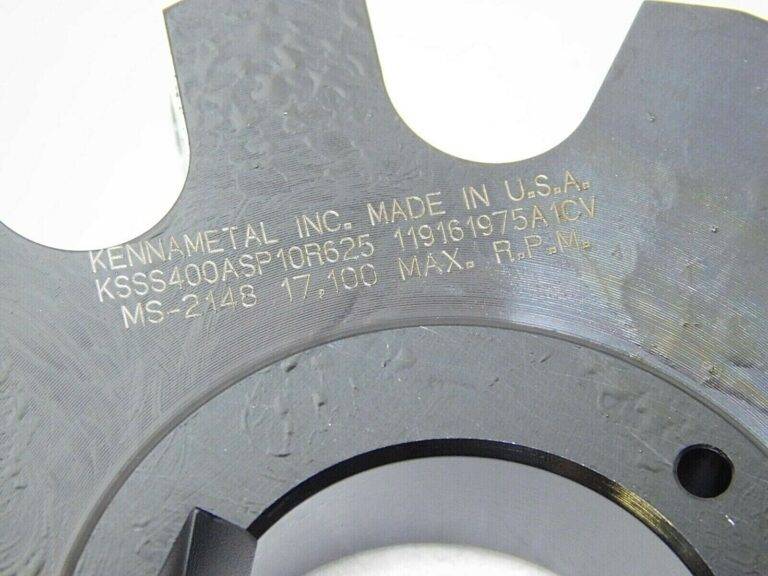 KENNAMETAL INC. MADE IN U.S.A.
KSSS400ASP10R625 119161975A1CV
MS-2148 17,100 MAX. R.P.M.